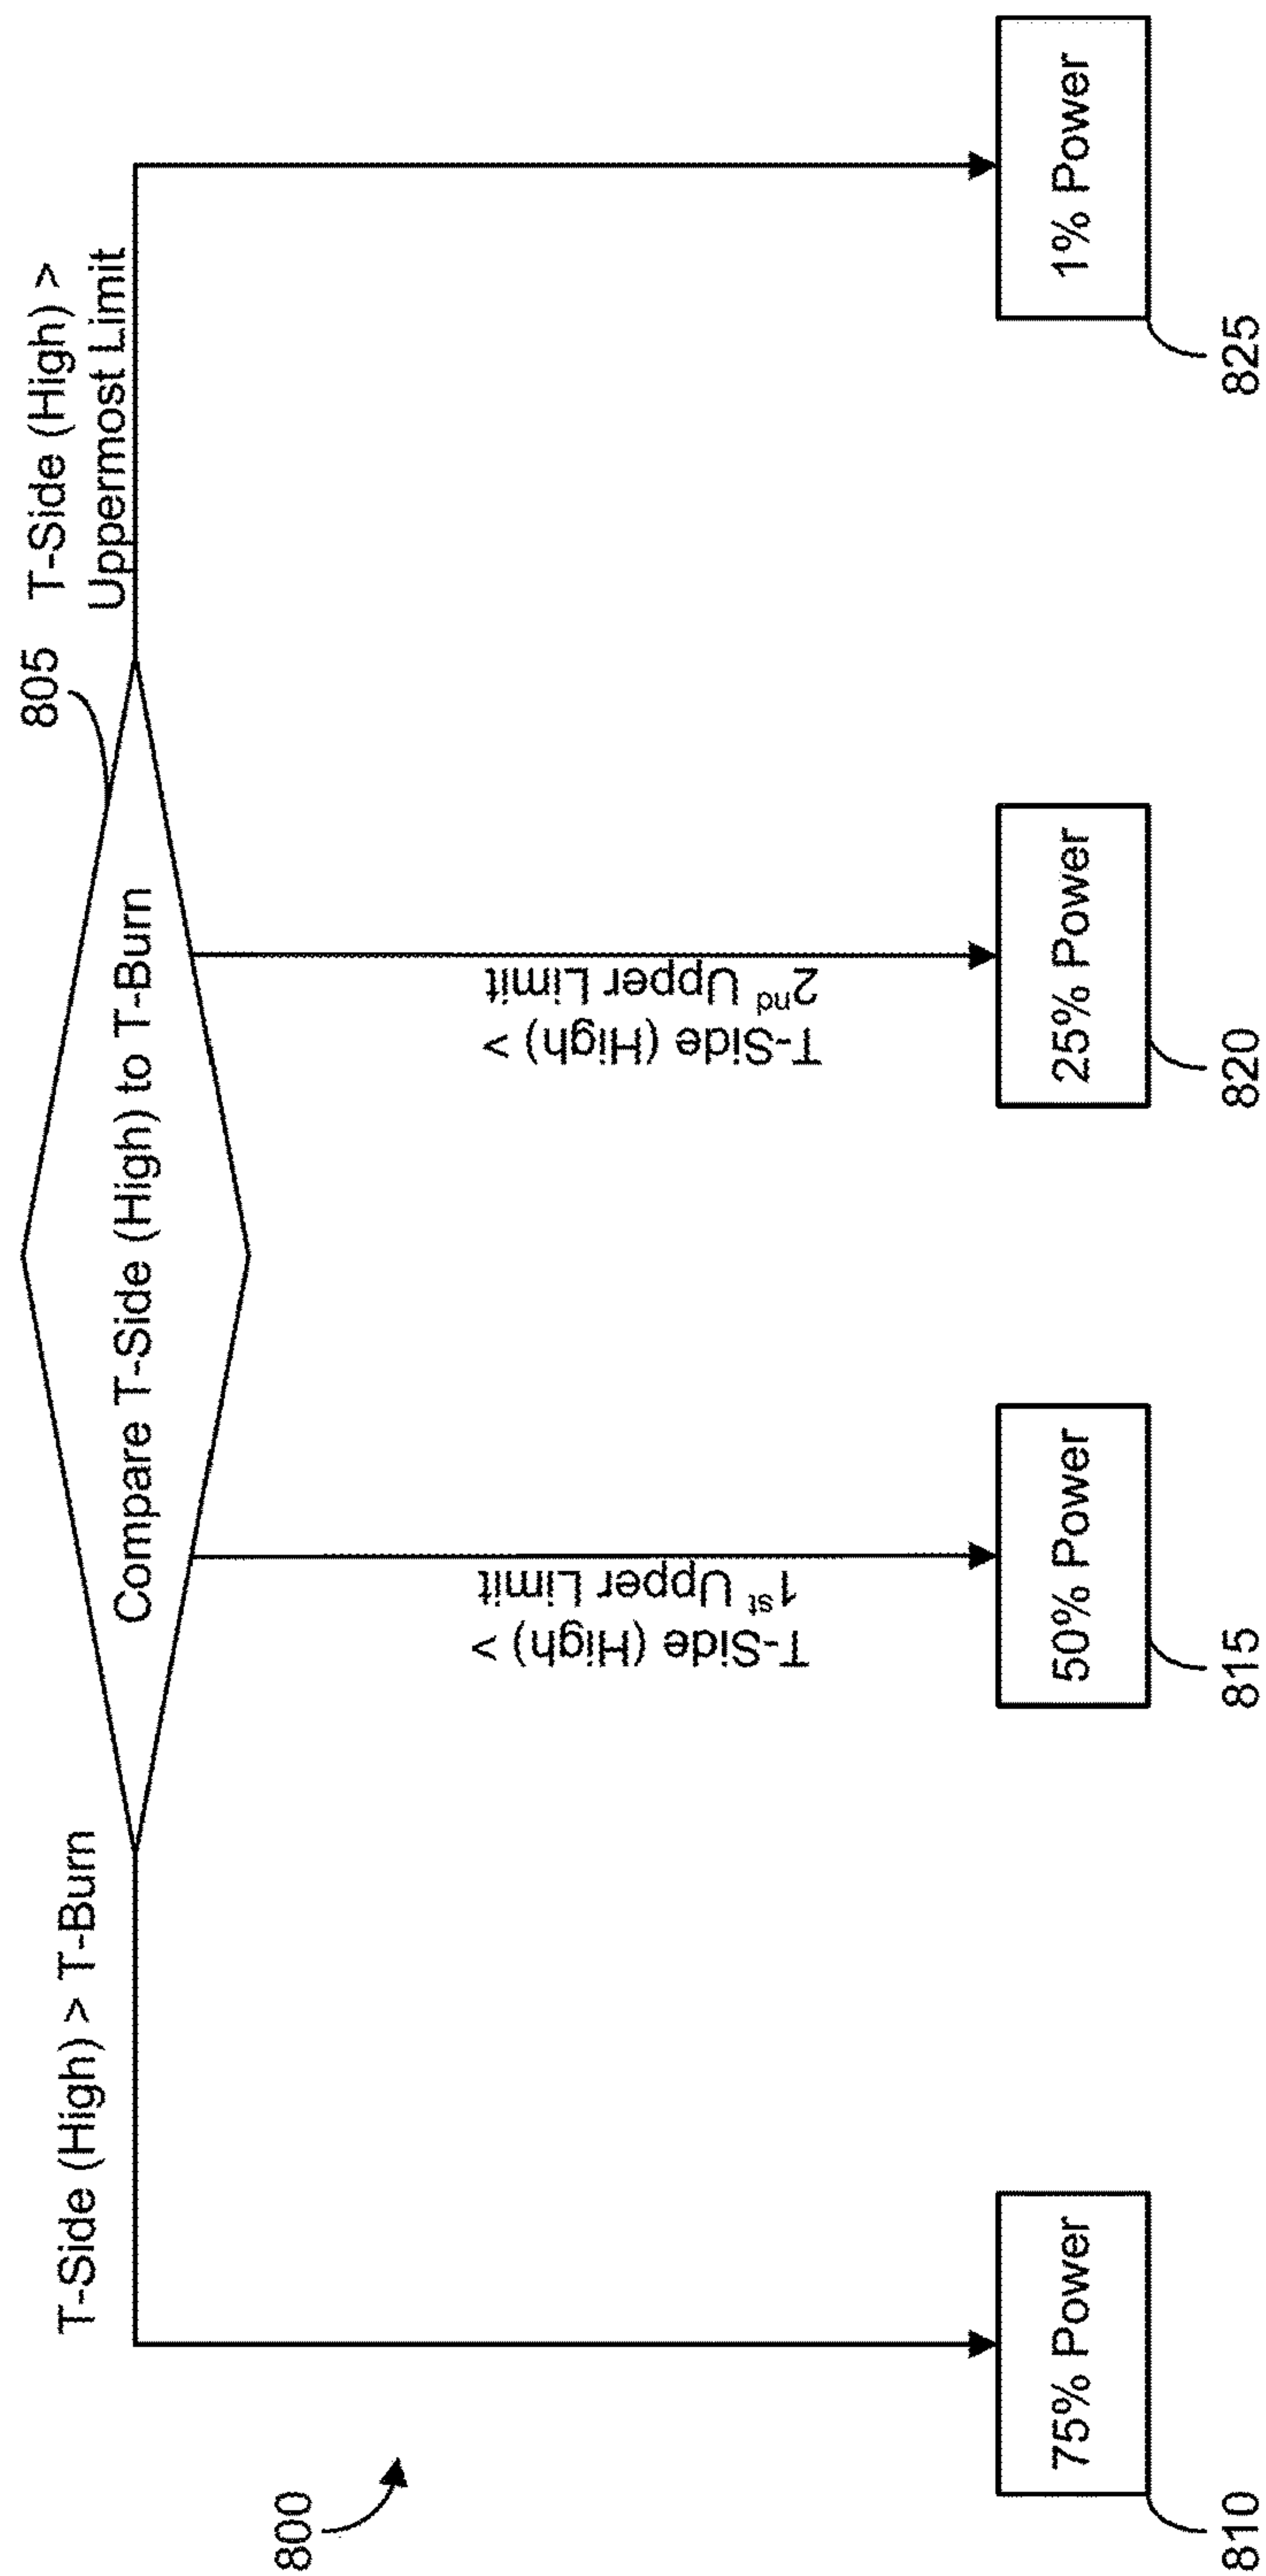 800
T-Side (High) > T-Burn
805
Compare T-Side (High) to T-Burn
T-Side (High) >
Uppermost Limit
T-Side (High) >
1st Upper Limit
T-Side (High) >
2nd Upper Limit
75% Power
50% Power
25% Power
1% Power
810
815
820
825